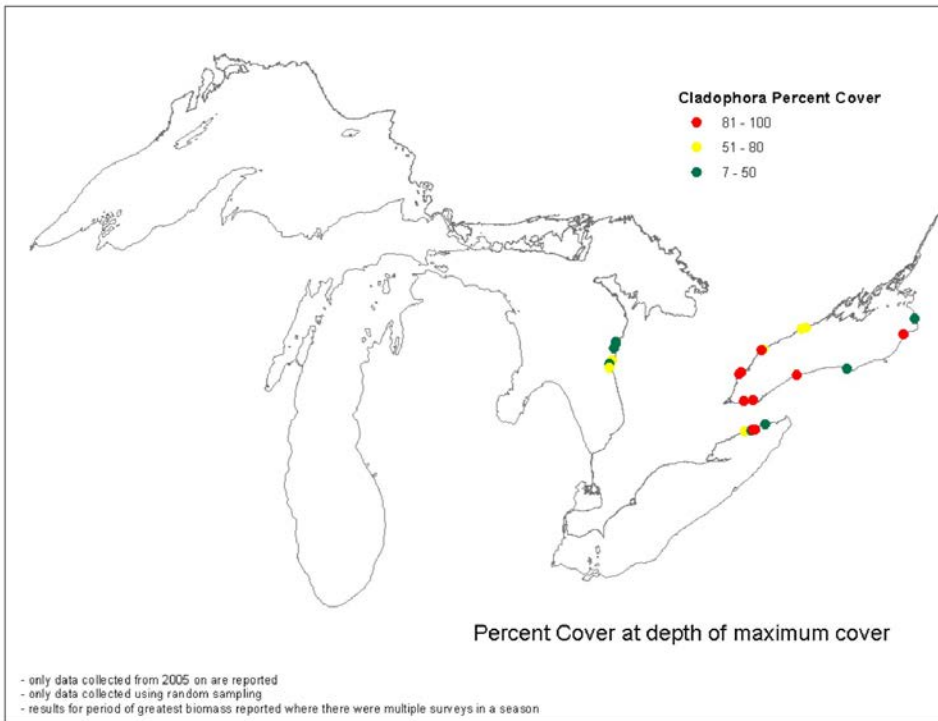 Cladophora Percent Cover
81 - 100
51 - 80
7 - 50
Percent Cover at depth of maximum cover
- only data collected from 2005 on are reported
- only data collected using random sampling
- results for period of greatest biomass reported where there were multiple surveys in a season